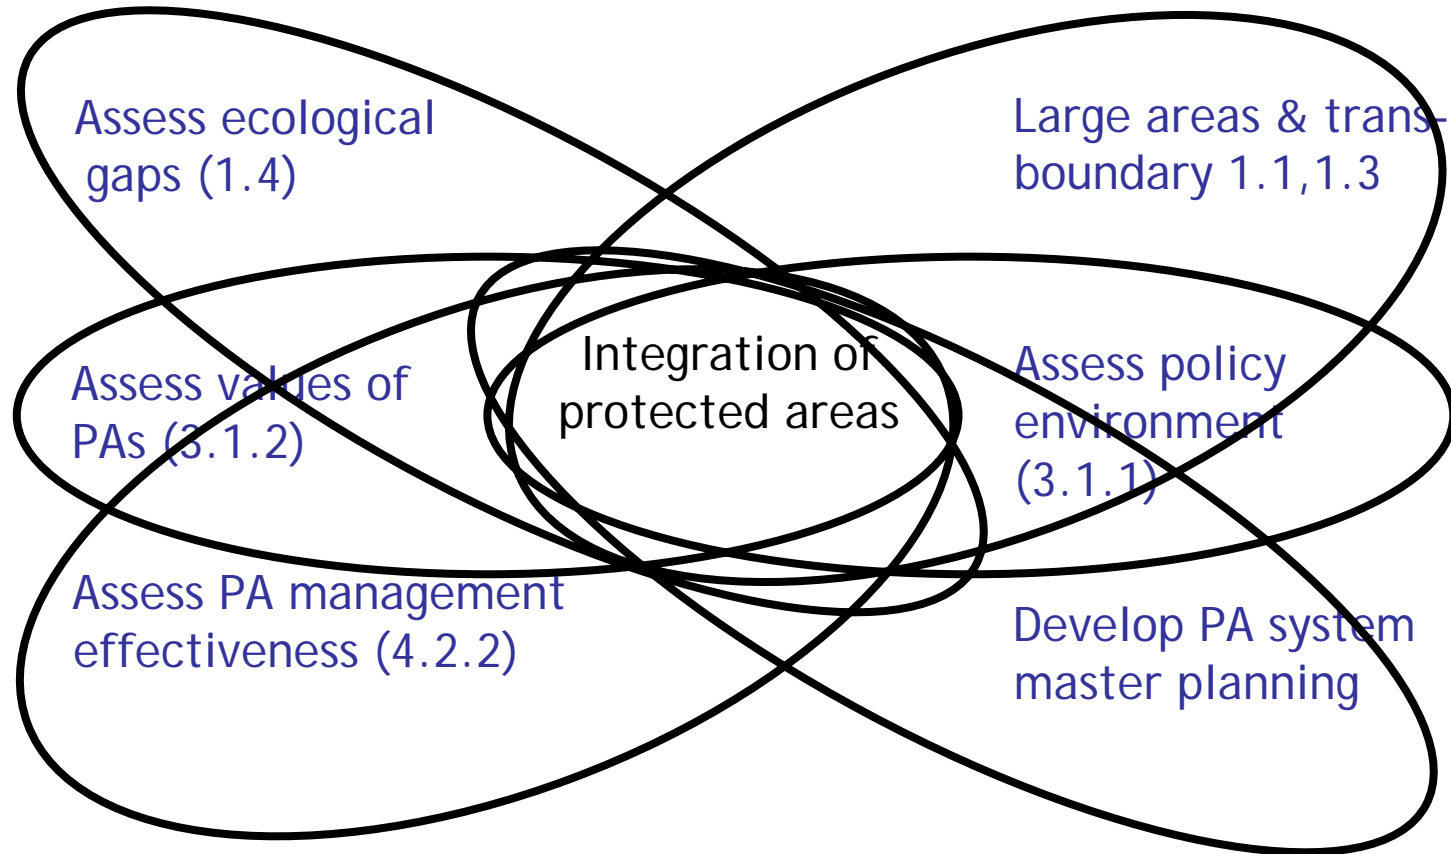 Assess ecological
gaps (1.4)
Large areas & trans-
boundary 1.1,1.3
Assess values of
PAs (3.1.2)
Integration of
protected areas
Assess policy
environment
(3.1.1)
Assess PA management
effectiveness (4.2.2)
Develop PA system
master planning